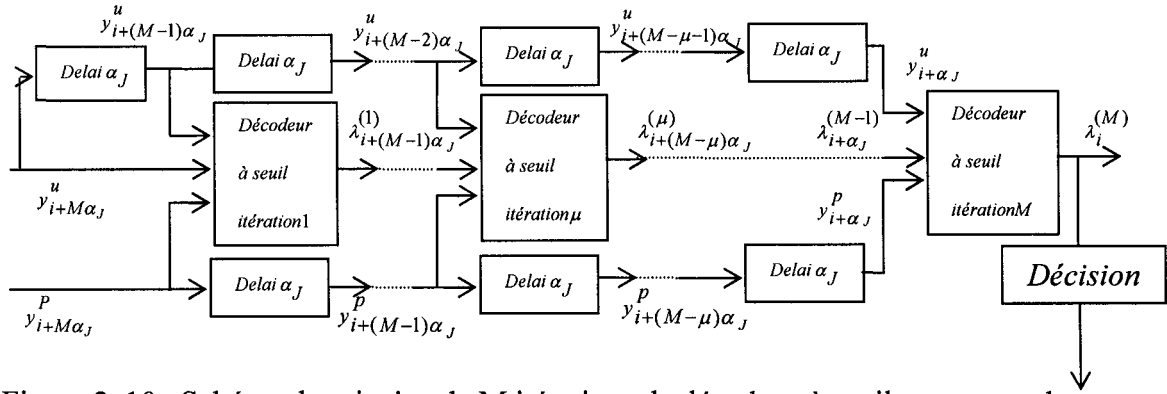 y^u_{i+(M-1)α_J} y^u_{i+(M-2)α_J} y^u_{i+(M-μ-1)α_J}
Delai α_J
Delai α_J
Delai α_J
Delai α_J
y^u_{i+α_J}
Décodeur
à seuil
itération1
λ^{(1)}_{i+(M-1)α_J}
Décodeur
à seuil
itérationμ
λ^{(μ)}_{i+(M-μ)α_J}
λ^{(M-1)}_{i+α_J}
Décodeur
à seuil
itérationM
λ_i^{(M)}
y^u_{i+Mα_J}
y^p_{i+α_J}
Delai α_J
Delai α_J
Delai α_J
Décision
y^P_{i+Mα_J}
y^p_{i+(M-1)α_J}
y^p_{i+(M-μ)α_J}